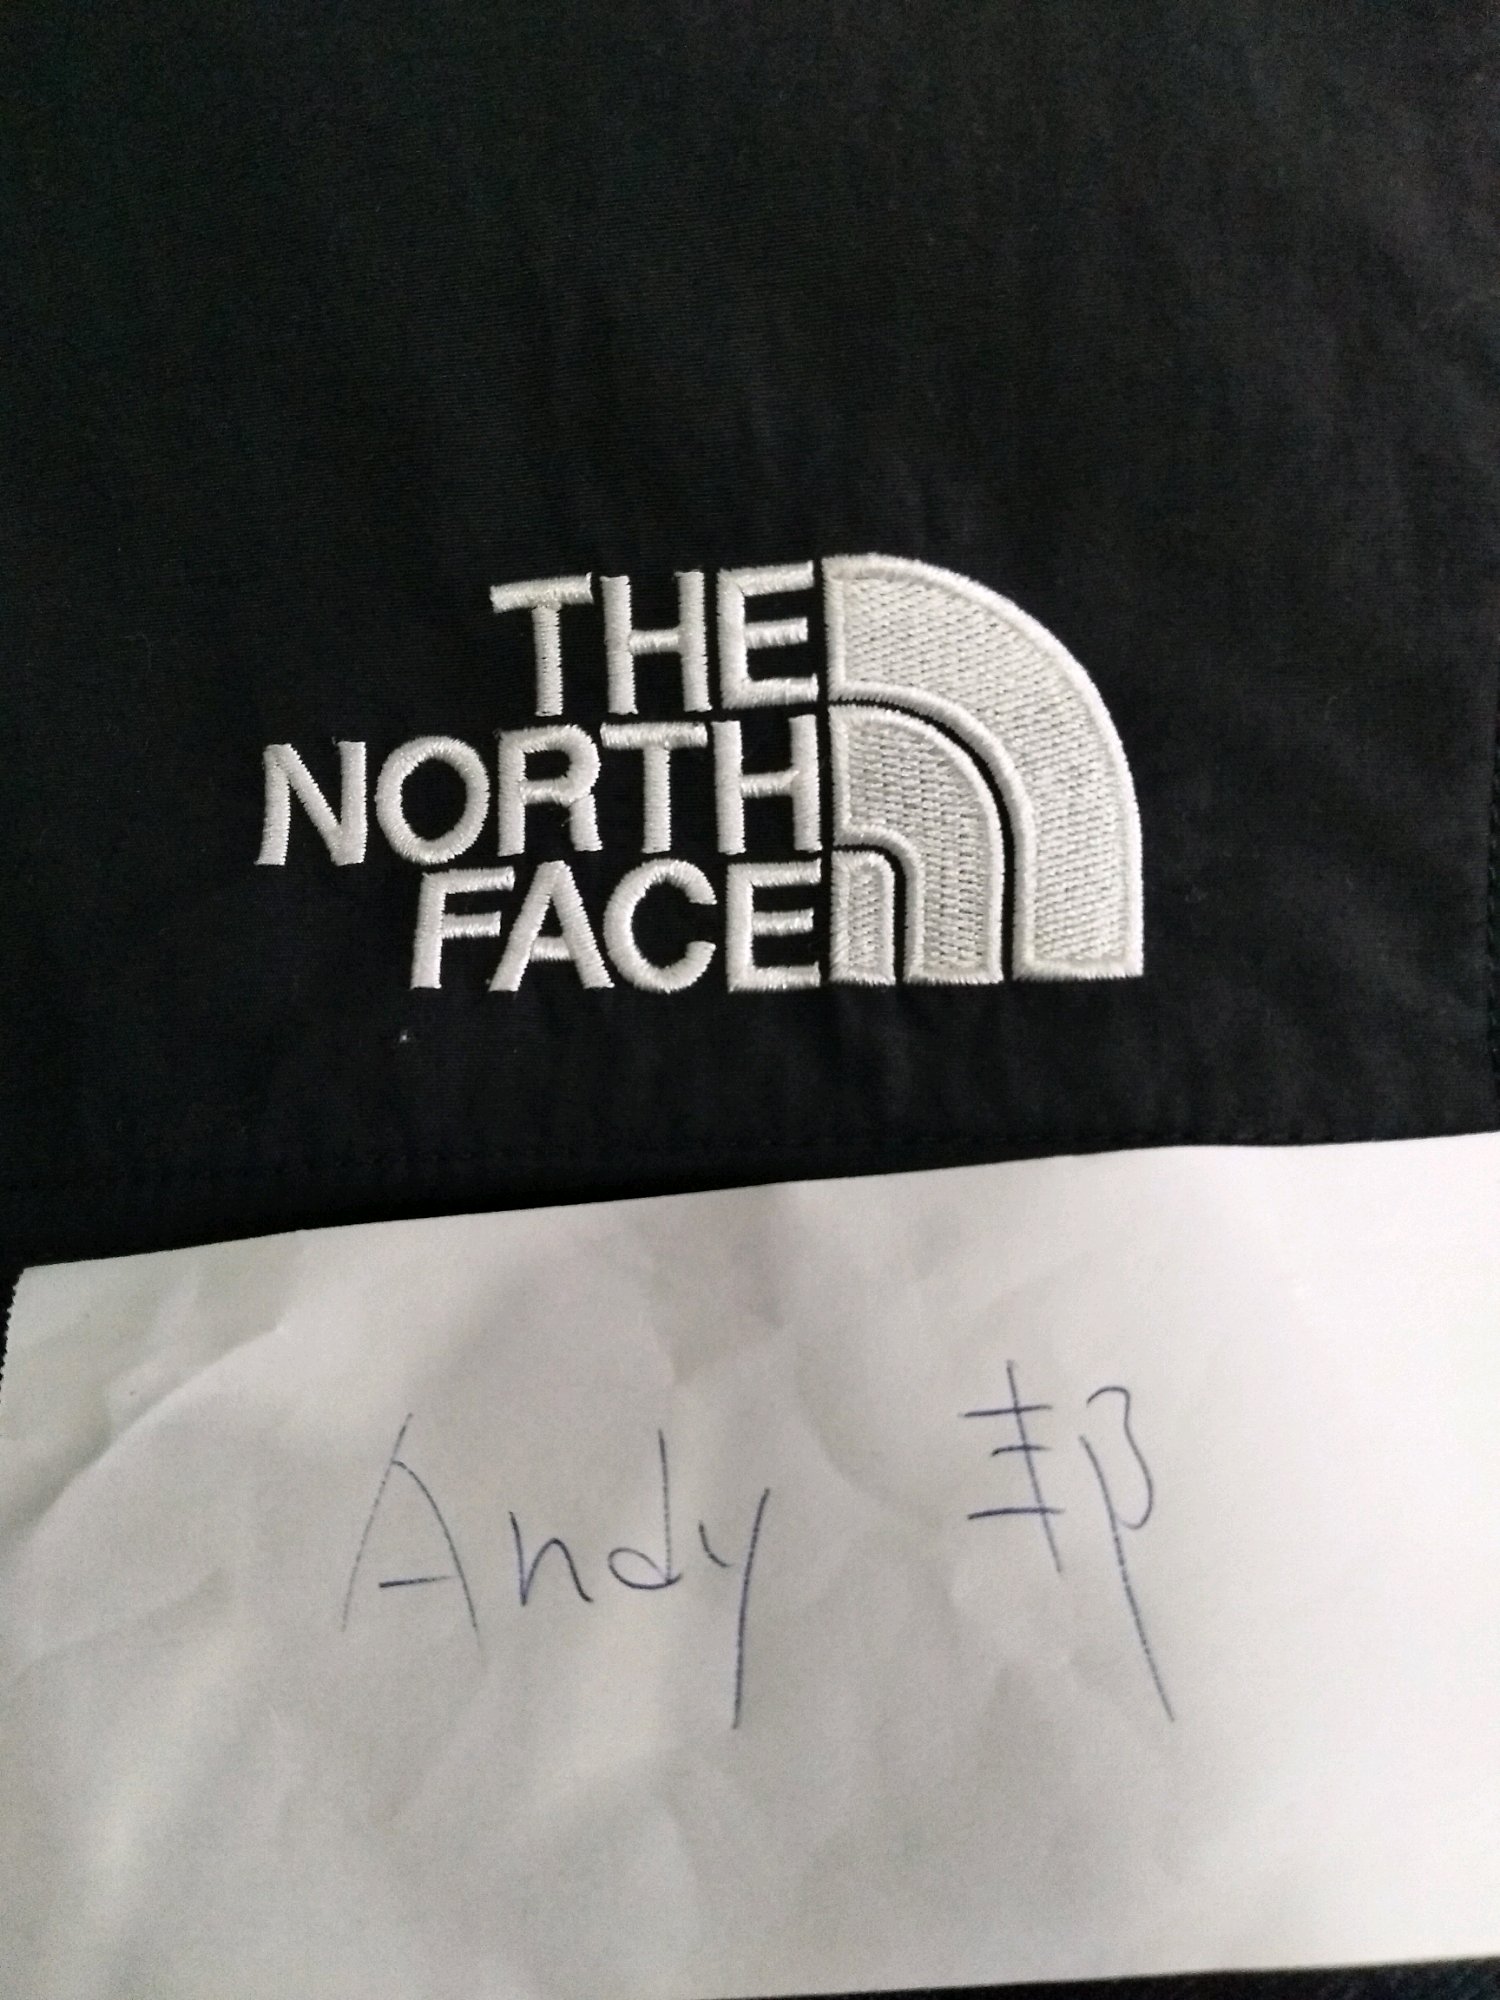 THE
NORTH
FACE
Andy 邦